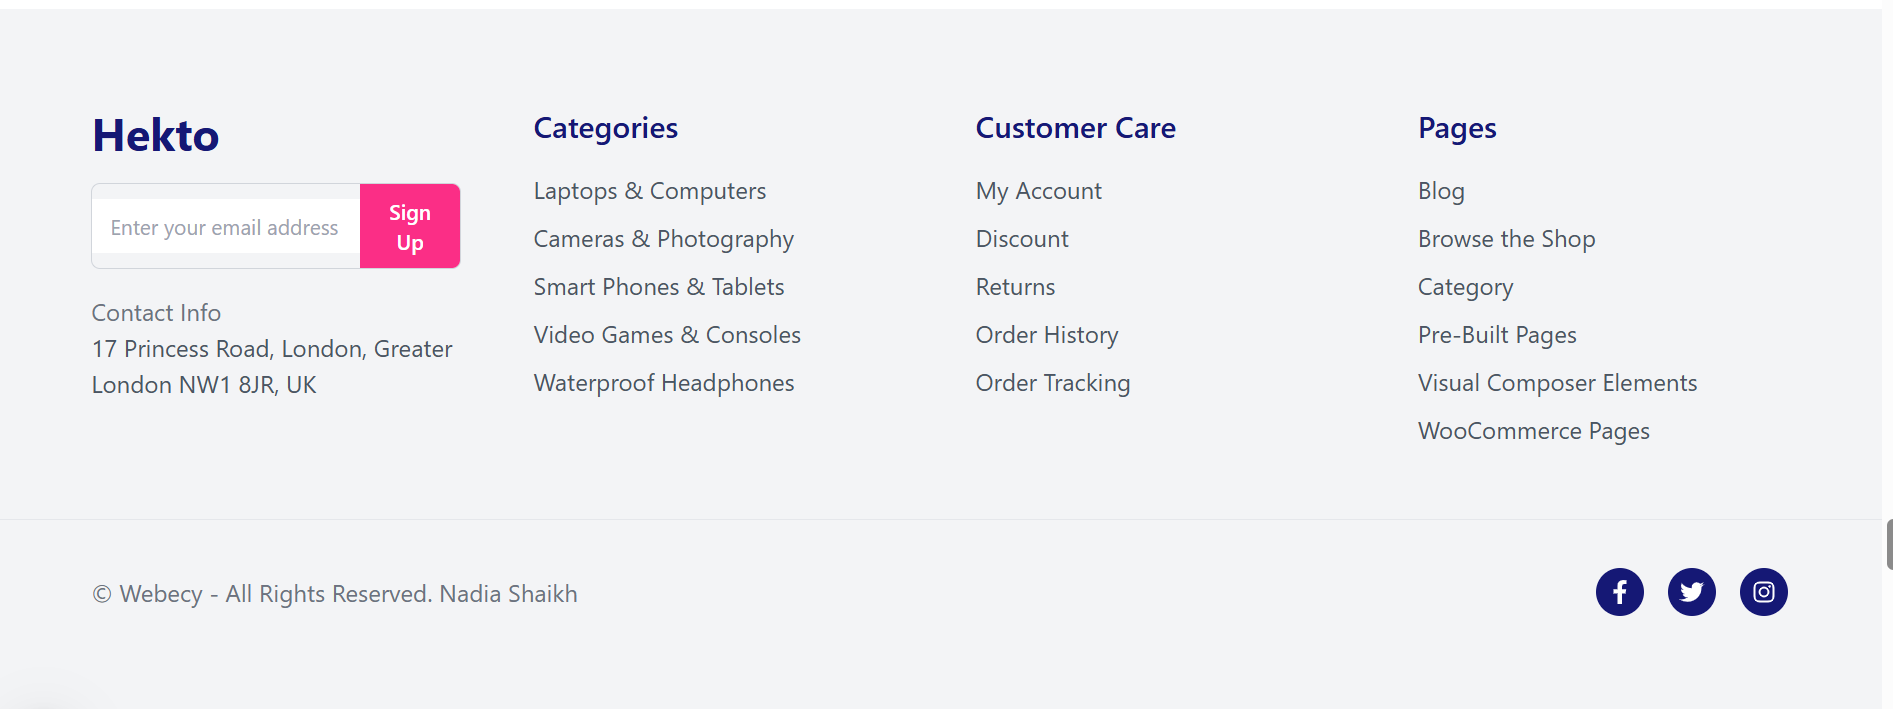 Hekto
Enter your email address
Sign
Up
Contact Info
17 Princess Road, London, Greater
London NW1 8JR, UK
Categories
Laptops & Computers
Cameras & Photography
Smart Phones & Tablets
Video Games & Consoles
Waterproof Headphones
Customer Care
My Account
Discount
Returns
Order History
Order Tracking
Pages
Blog
Browse the Shop
Category
Pre-Built Pages
Visual Composer Elements
WooCommerce Pages
© Webecy - All Rights Reserved. Nadia Shaikh